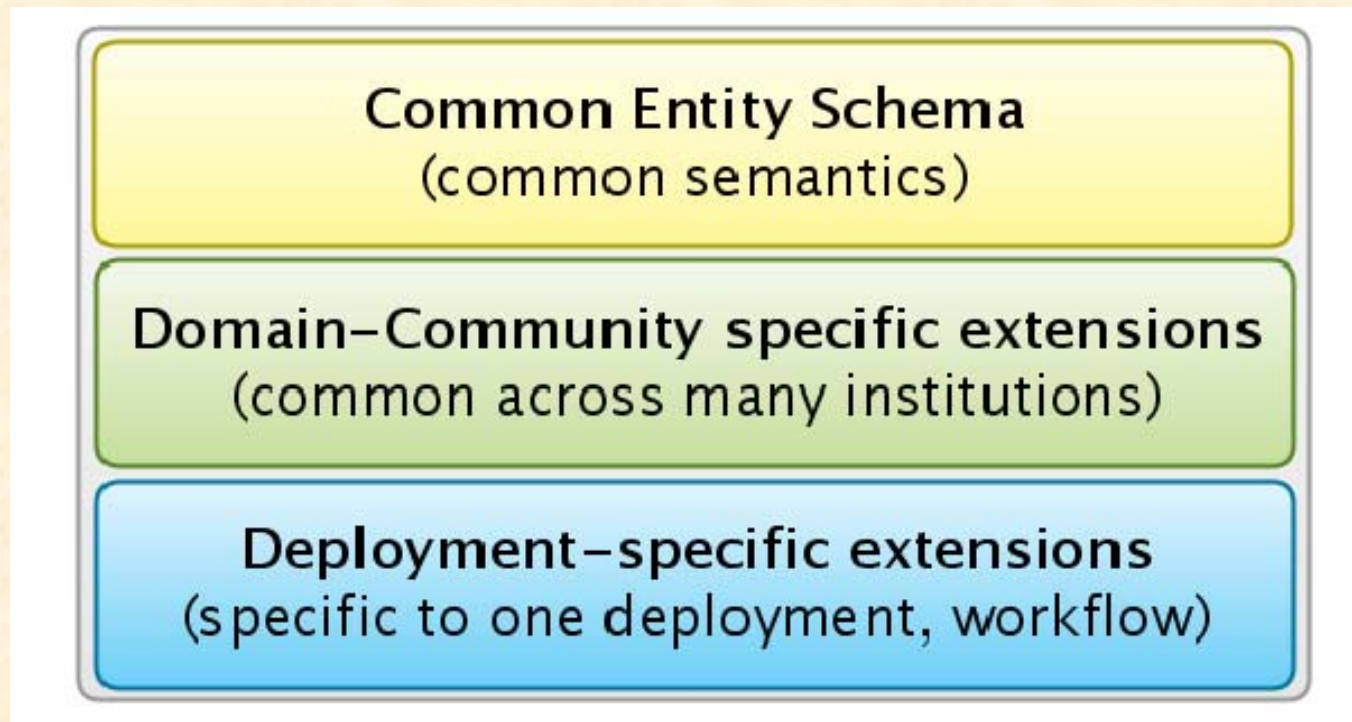 Common Entity Schema
(common semantics)
Domain–Community specific extensions
(common across many institutions)
Deployment–specific extensions
(specific to one deployment, workflow)